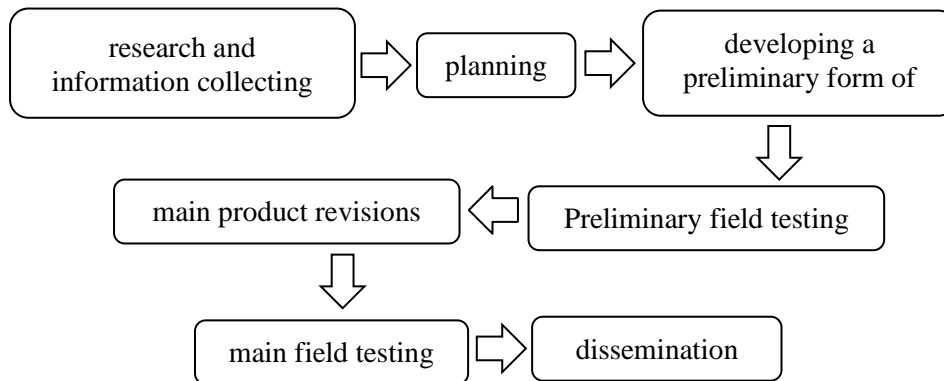 research and
information collecting
planning
developing a
preliminary form of
Preliminary field testing
main product revisions
main field testing
dissemination